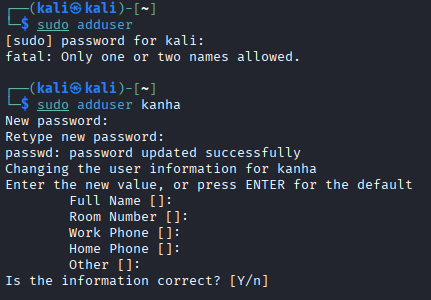 ┌──(kali㉿kali)-[~]
└─$ sudo adduser
[sudo] password for kali:
fatal: Only one or two names allowed.
┌──(kali㉿kali)-[~]
└─$ sudo adduser kanha
New password:
Retype new password:
passwd: password updated successfully
Changing the user information for kanha
Enter the new value, or press ENTER for the default
Full Name []:
Room Number []:
Work Phone []:
Home Phone []:
Other []:
Is the information correct? [Y/n]